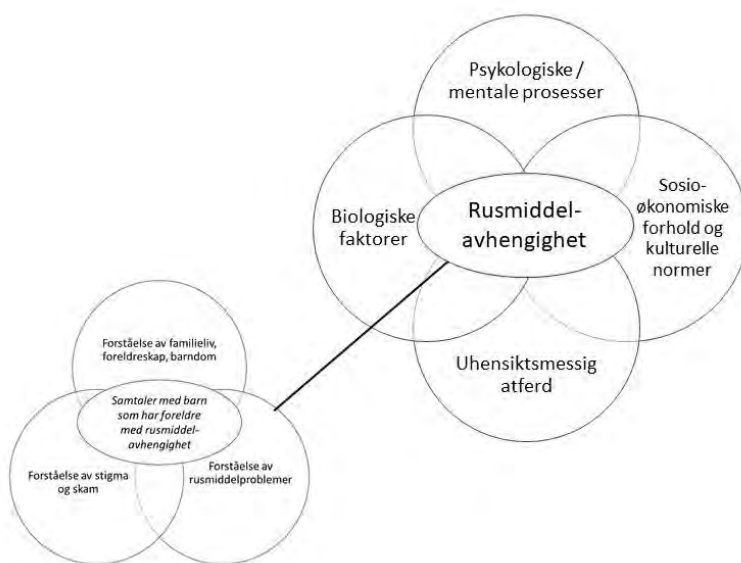 Psykologiske /
mentale prosesser
Biologiske
faktorer
Rusmiddel-
avhengighet
Sosio-
økonomiske
forhold og
kulturelle
normer
Uhensiktsmessig
atferd
Forståelse av familieliv,
foreldreskap, barndom
Samtaler med barn
som har foreldre
med rusmiddel-
avhengighet
Forståelse av stigma
og skam
Forståelse av
rusmiddelproblemer